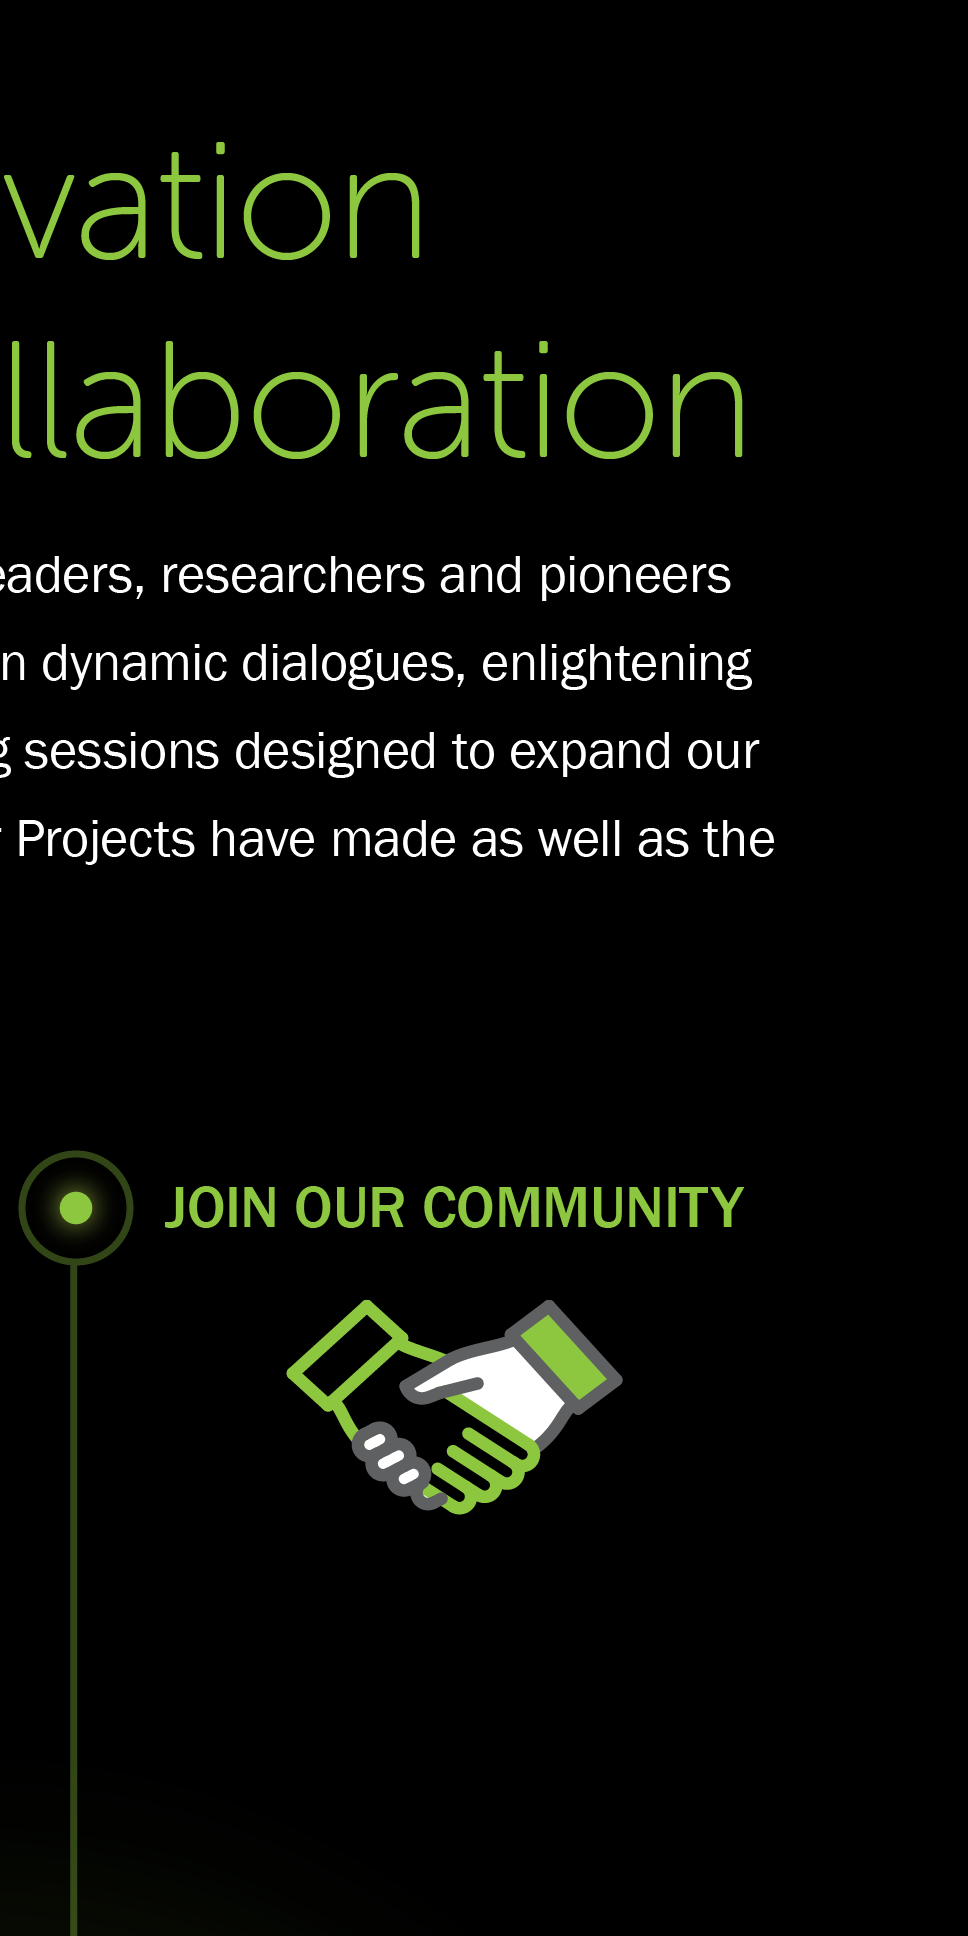 vation
llaboration
eaders, researchers and pioneers
n dynamic dialogues, enlightening
g sessions designed to expand our
Projects have made as well as the
JOIN OUR COMMUNITY